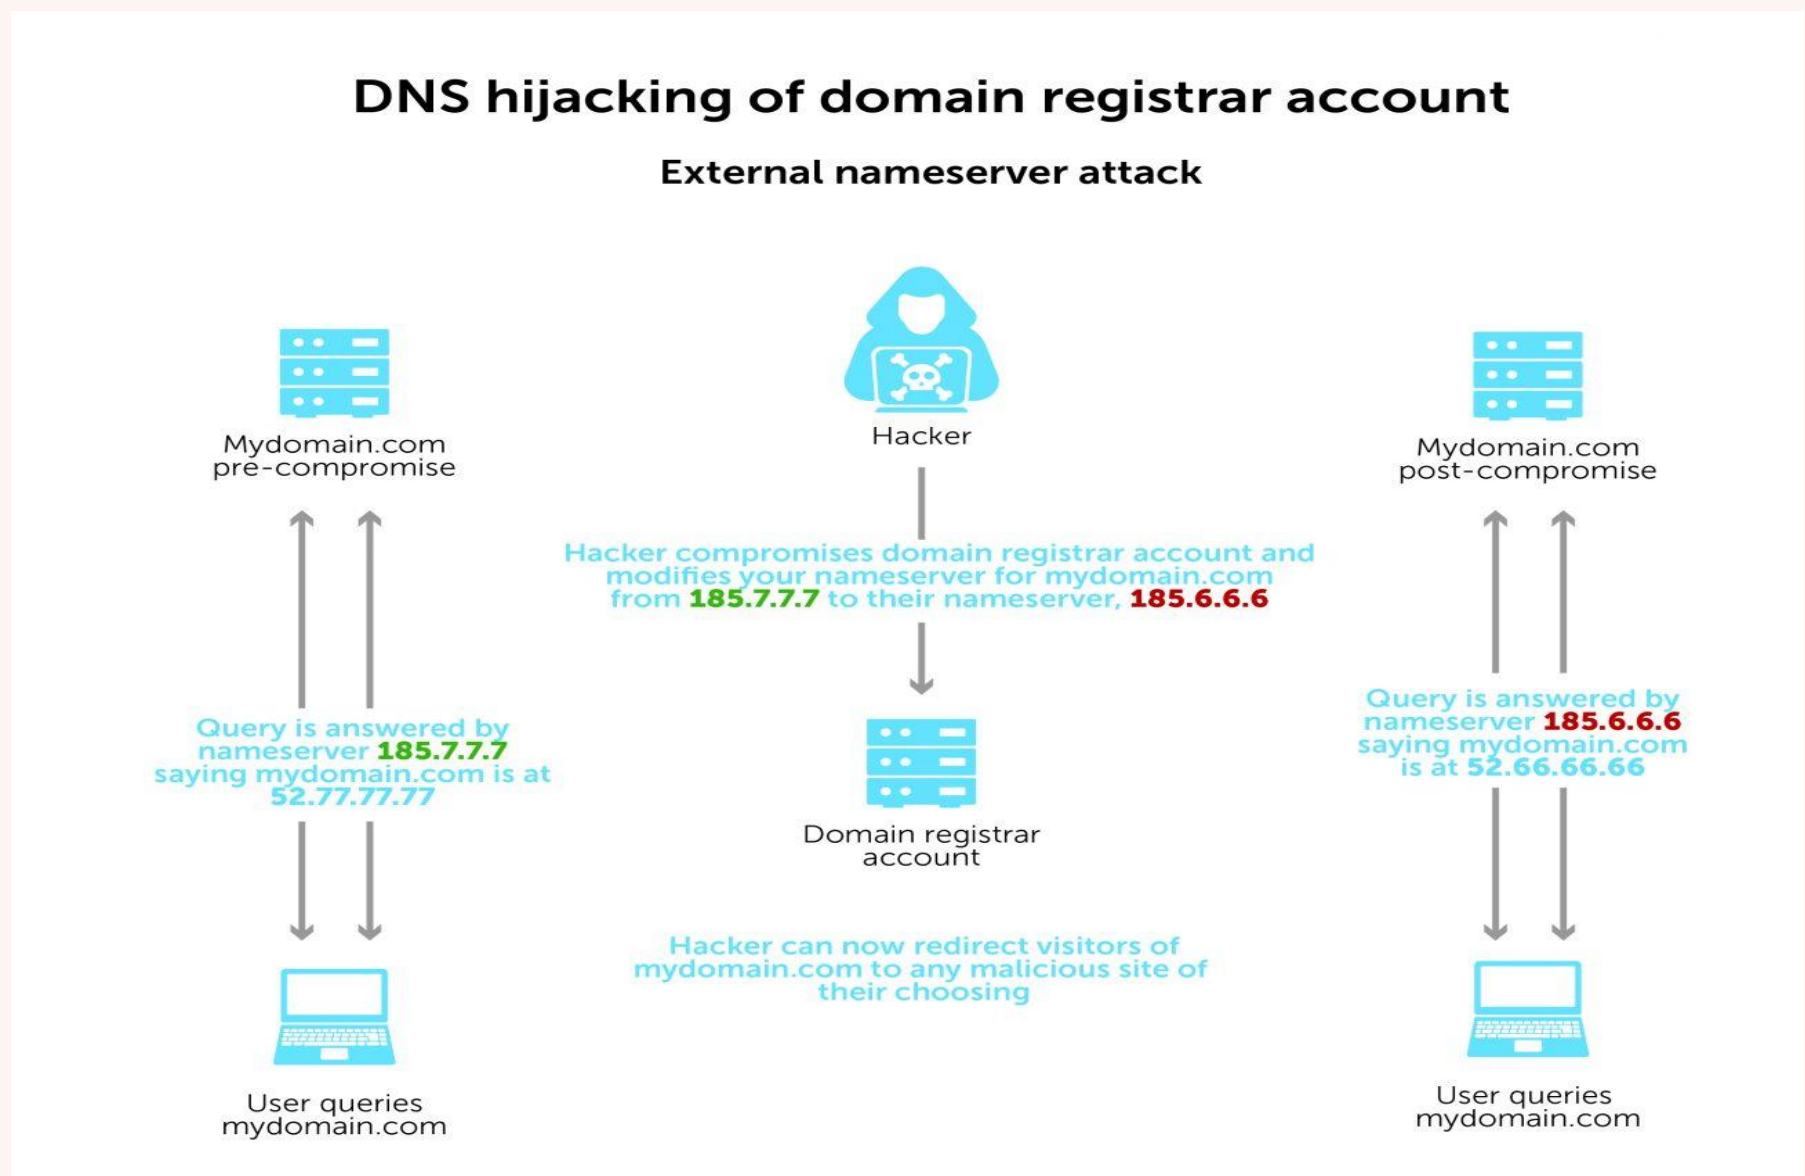 DNS hijacking of domain registrar account
External nameserver attack
Mydomain.com
pre-compromise
Query is answered by
nameserver 185.7.7.7
saying mydomain.com is at
52.77.77.77
User queries
mydomain.com
Hacker
Hacker compromises domain registrar account and
modifies your nameserver for mydomain.com
from 185.7.7.7 to their nameserver, 185.6.6.6
Domain registrar
account
Hacker can now redirect visitors of
mydomain.com to any malicious site of
their choosing
Mydomain.com
post-compromise
Query is answered by
nameserver 185.6.6.6
saying mydomain.com
is at 52.66.66.66
User queries
mydomain.com